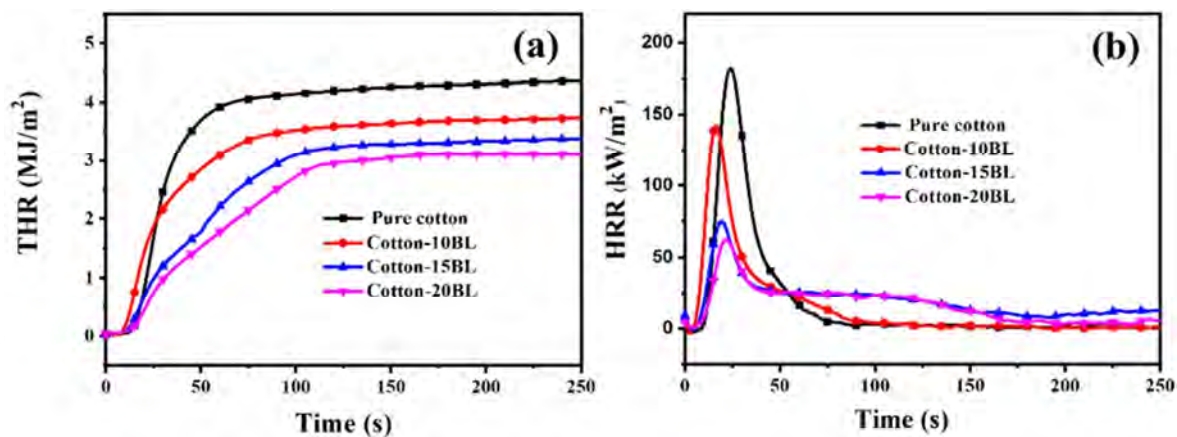 (a)
THR (MJ/m²)
5
4
3
2
1
0
Pure cotton
Cotton-10BL
Cotton-15BL
Cotton-20BL
0 50 100 150 200 250
Time (s)
(b)
HRR (kW/m²)
200
150
100
50
0
Pure cotton
Cotton-10BL
Cotton-15BL
Cotton-20BL
0 50 100 150 200 250
Time (s)